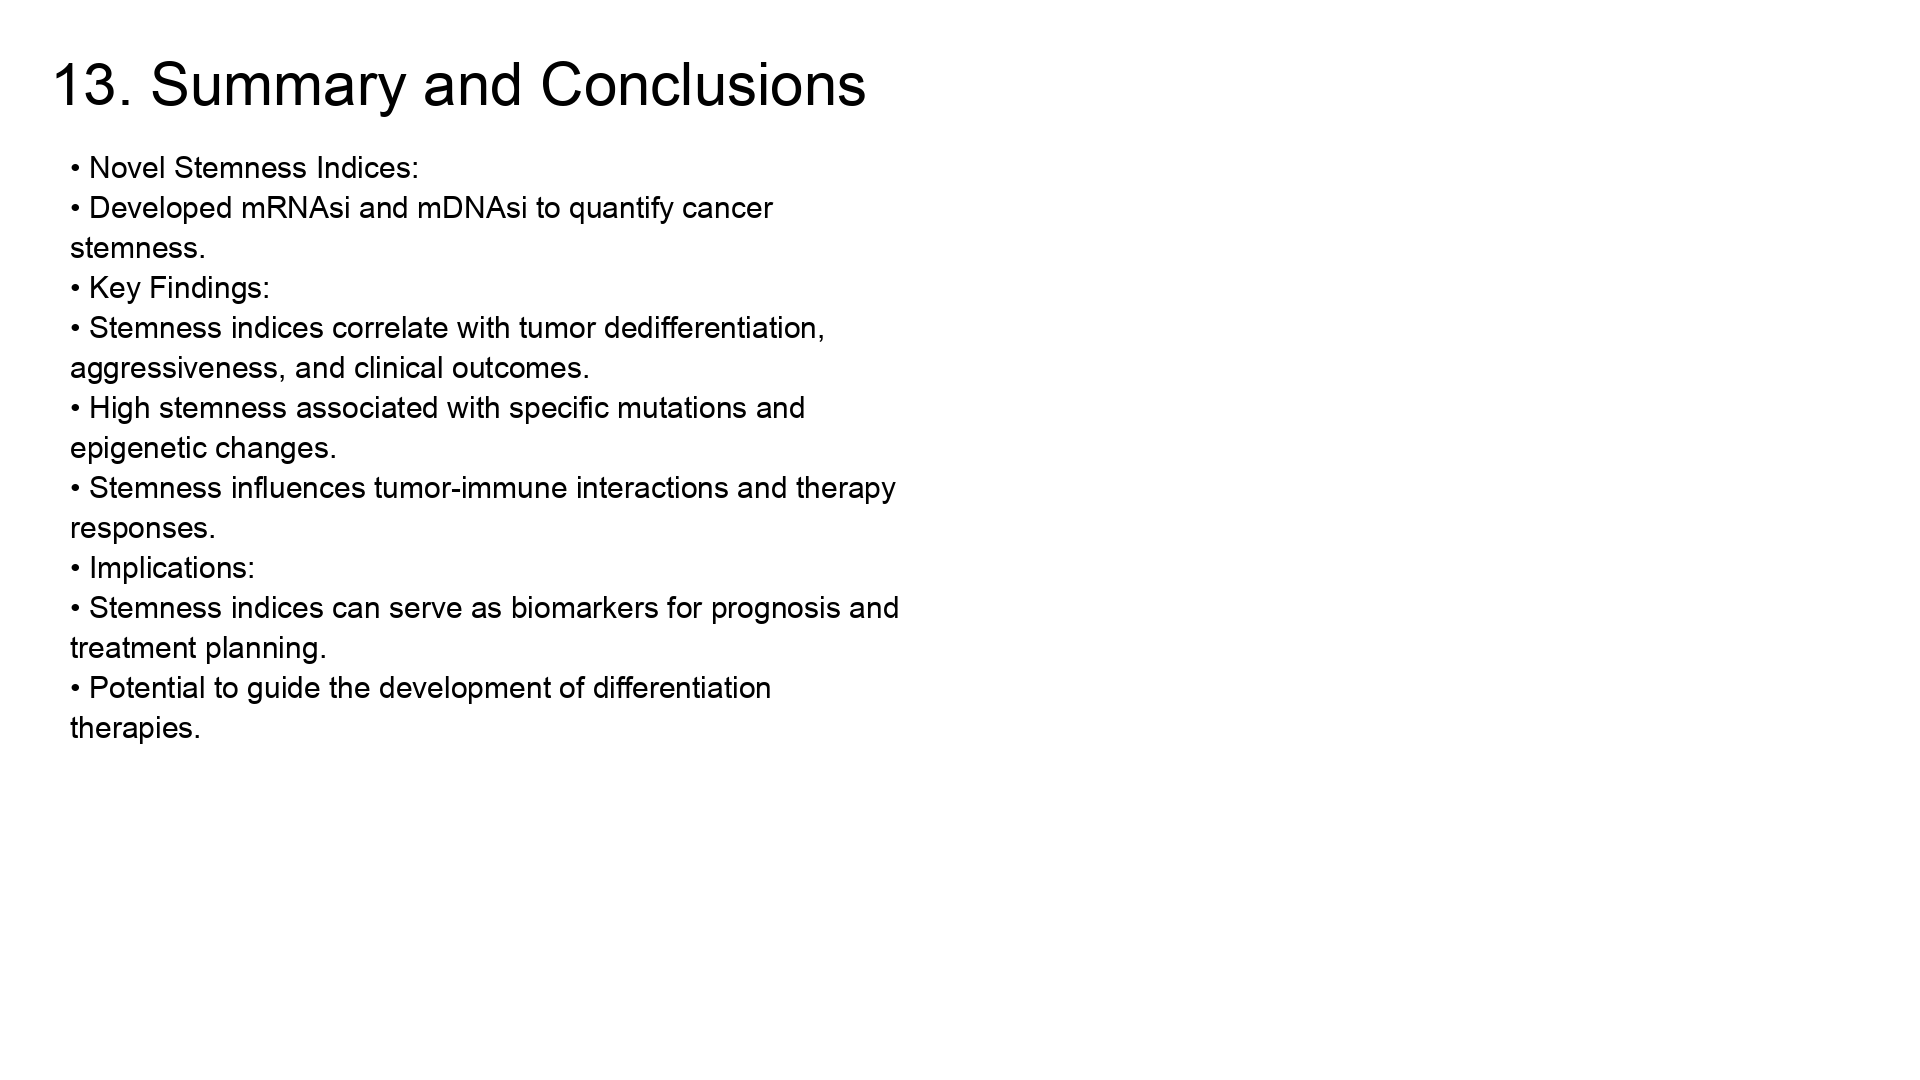 13. Summary and Conclusions
• Novel Stemness Indices:
• Developed mRNAsi and mDNAsi to quantify cancer
stemness.
• Key Findings:
• Stemness indices correlate with tumor dedifferentiation,
aggressiveness, and clinical outcomes.
• High stemness associated with specific mutations and
epigenetic changes.
• Stemness influences tumor-immune interactions and therapy
responses.
• Implications:
• Stemness indices can serve as biomarkers for prognosis and
treatment planning.
• Potential to guide the development of differentiation
therapies.